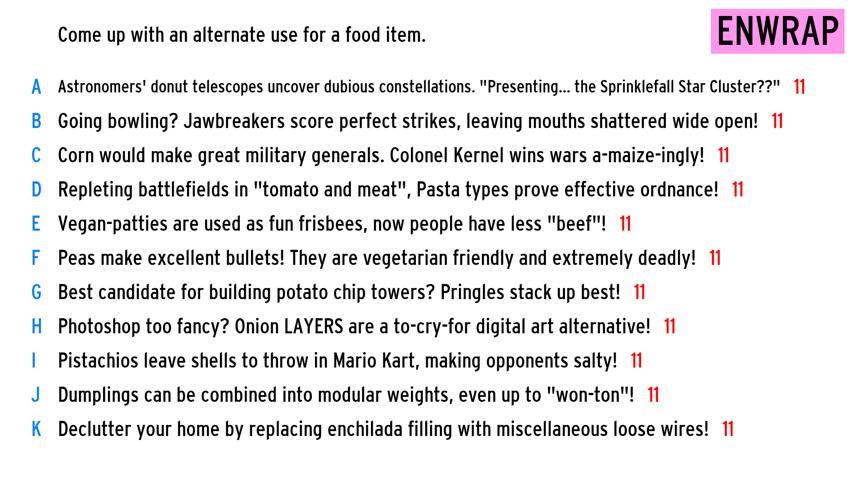 Come up with an alternate use for a food item.
ENWRAP
A Astronomers' donut telescopes uncover dubious constellations. "Presenting... the Sprinklefall Star Cluster??" 11
B Going bowling? Jawbreakers score perfect strikes, leaving mouths shattered wide open! 11
C Corn would make great military generals. Colonel Kernel wins wars a-maize-ingly! 11
D Repleting battlefields in "tomato and meat", Pasta types prove effective ordnance! 11
E Vegan-patties are used as fun frisbees, now people have less "beef"! 11
F Peas make excellent bullets! They are vegetarian friendly and extremely deadly! 11
G Best candidate for building potato chip towers? Pringles stack up best! 11
H Photoshop too fancy? Onion LAYERS are a to-cry-for digital art alternative! 11
I Pistachios leave shells to throw in Mario Kart, making opponents salty! 11
J Dumplings can be combined into modular weights, even up to "won-ton"! 11
K Declutter your home by replacing enchilada filling with miscellaneous loose wires! 11